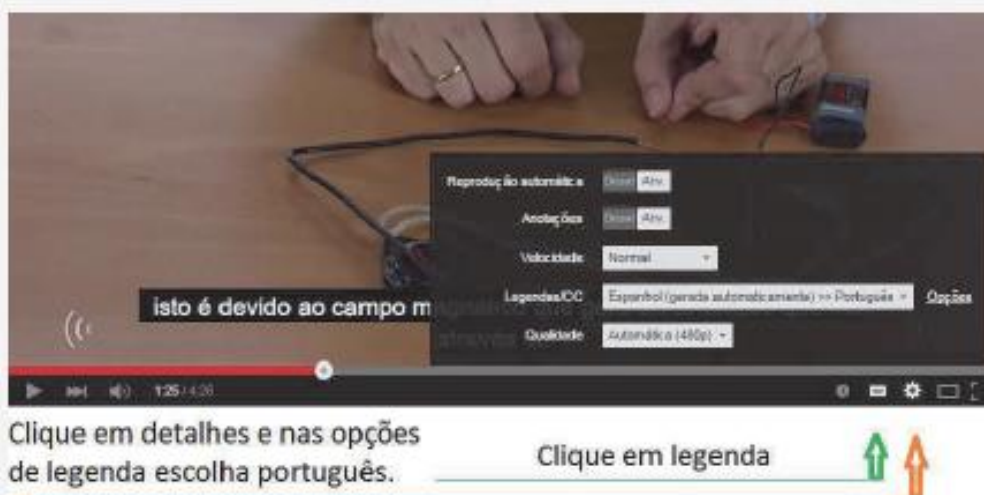 Reprodução automática Desat. Ativ.
Anotações Desat. Ativ.
Velocidade Normal
Legendas/CC Espanhol (gerada automaticamente) >> Português Opções
isto é devido ao campo m
através
Qualidade Automática (480p)
1:25 / 4:26
Clique em detalhes e nas opções
de legenda escolha português.
Clique em legenda